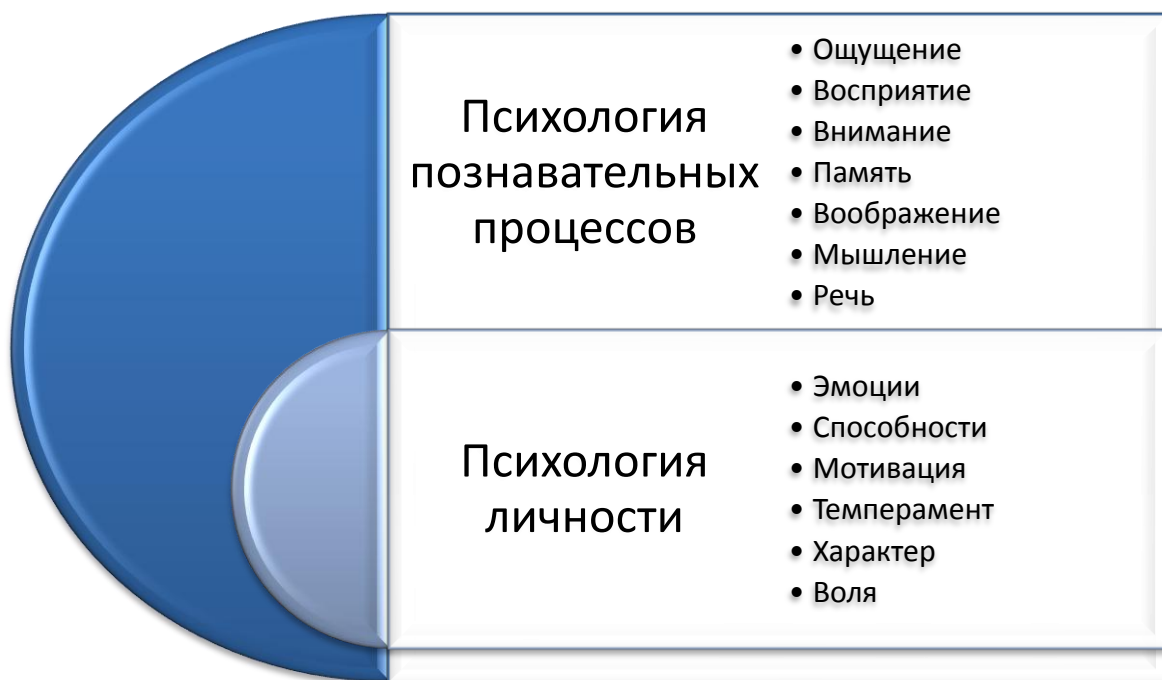 Психология
познавательных
процессов
• Ощущение
• Восприятие
• Внимание
• Память
• Воображение
• Мышление
• Речь
Психология
личности
• Эмоции
• Способности
• Мотивация
• Темперамент
• Характер
• Воля